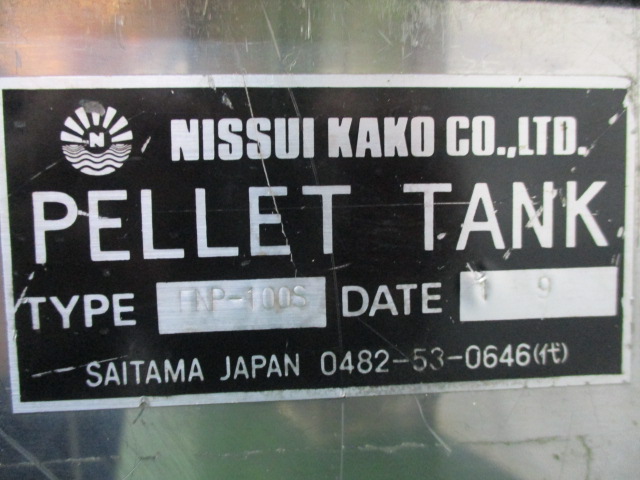 N
NISSUI KAKO CO.,LTD.
PELLET TANK
TYPE DATE
SAITAMA JAPAN 0482-53-0646(代)